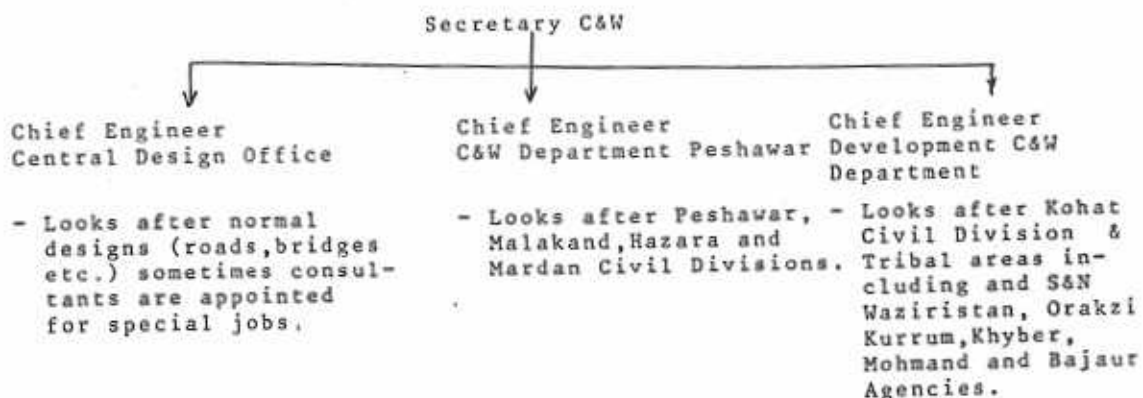 Secretary C&W
Chief Engineer
Central Design Office
- Looks after normal
designs (roads,bridges
etc.) sometimes consul-
tants are appointed
for special jobs.
Chief Engineer
C&W Department Peshawar
- Looks after Peshawar,
Malakand,Hazara and
Mardan Civil Divisions.
Chief Engineer
Development C&W
Department
- Looks after Kohat
Civil Division &
Tribal areas in-
cluding and S&N
Waziristan, Orakzi
Kurrum,Khyber,
Mohmand and Bajaur
Agencies.